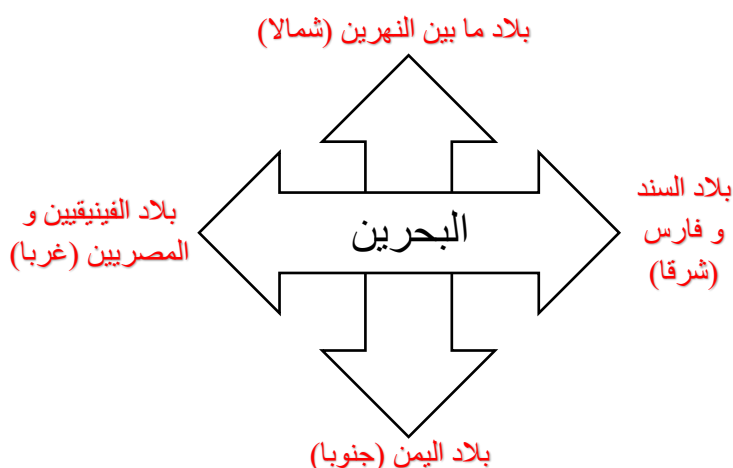 بلاد ما بين النهرين (شمالا)
بلاد السند
و فارس
(شرقا)
البحرين
بلاد الفينيقيين و
المصريين (غربا)
بلاد اليمن (جنوبا)